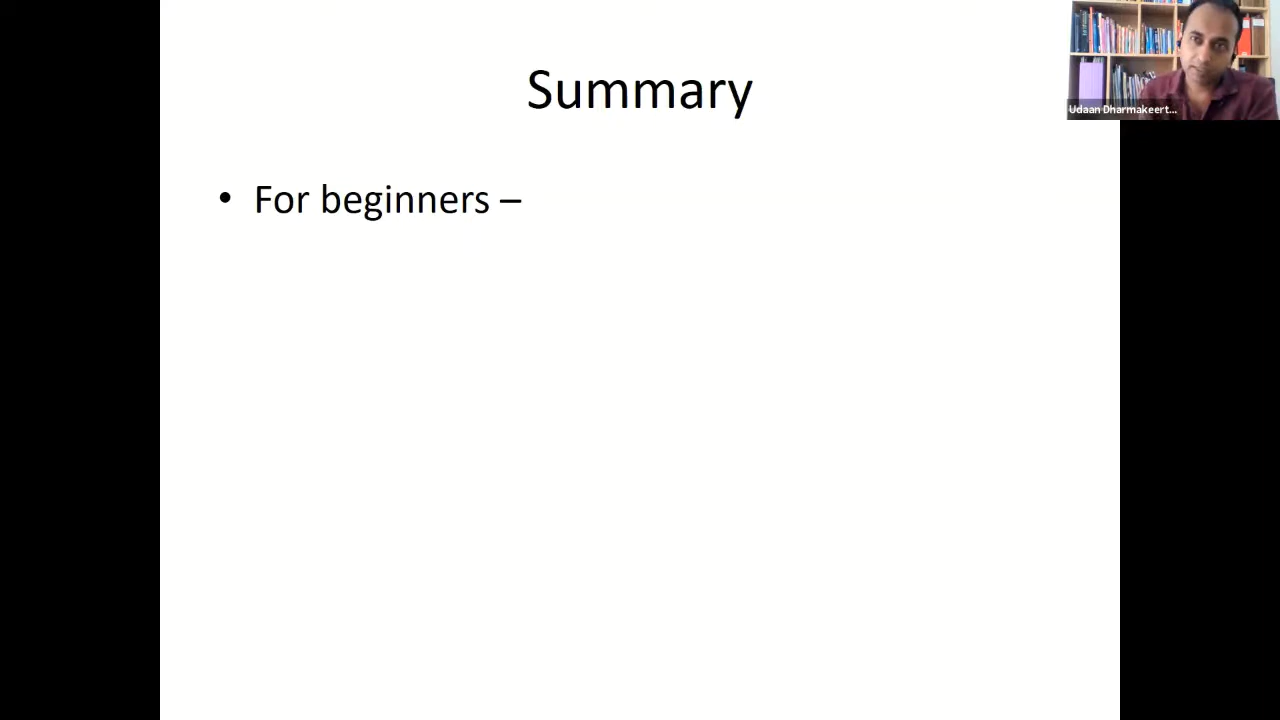 Summary
• For beginners –
Udaan Dharmakeert...